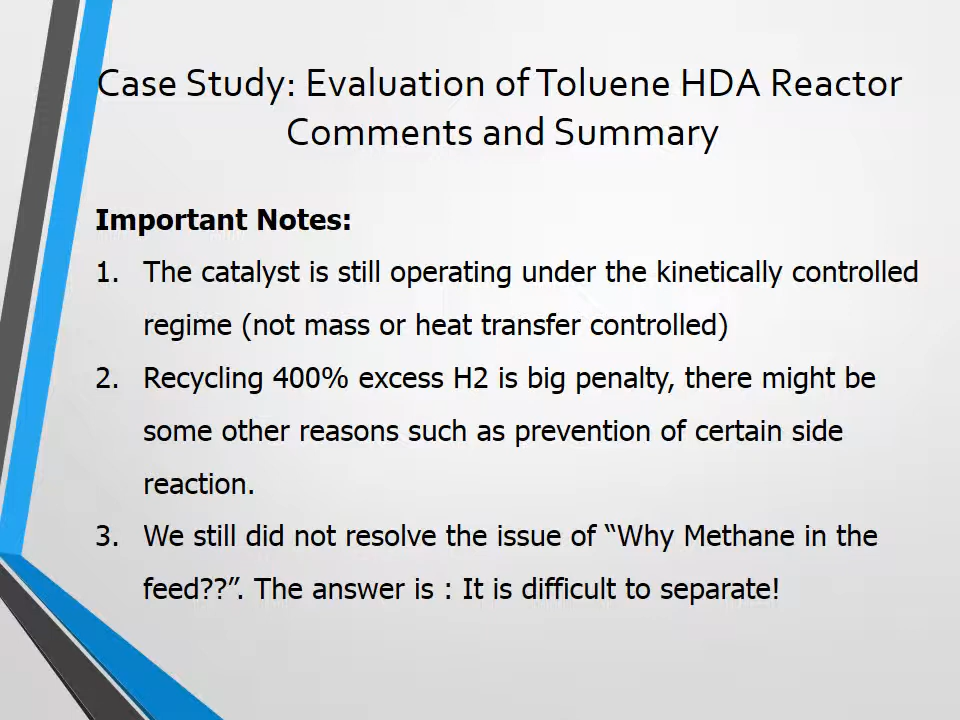 Case Study: Evaluation of Toluene HDA Reactor
Comments and Summary
Important Notes:
1. The catalyst is still operating under the kinetically controlled
regime (not mass or heat transfer controlled)
2. Recycling 400% excess H2 is big penalty, there might be
some other reasons such as prevention of certain side
reaction.
3. We still did not resolve the issue of “Why Methane in the
feed??”. The answer is : It is difficult to separate!